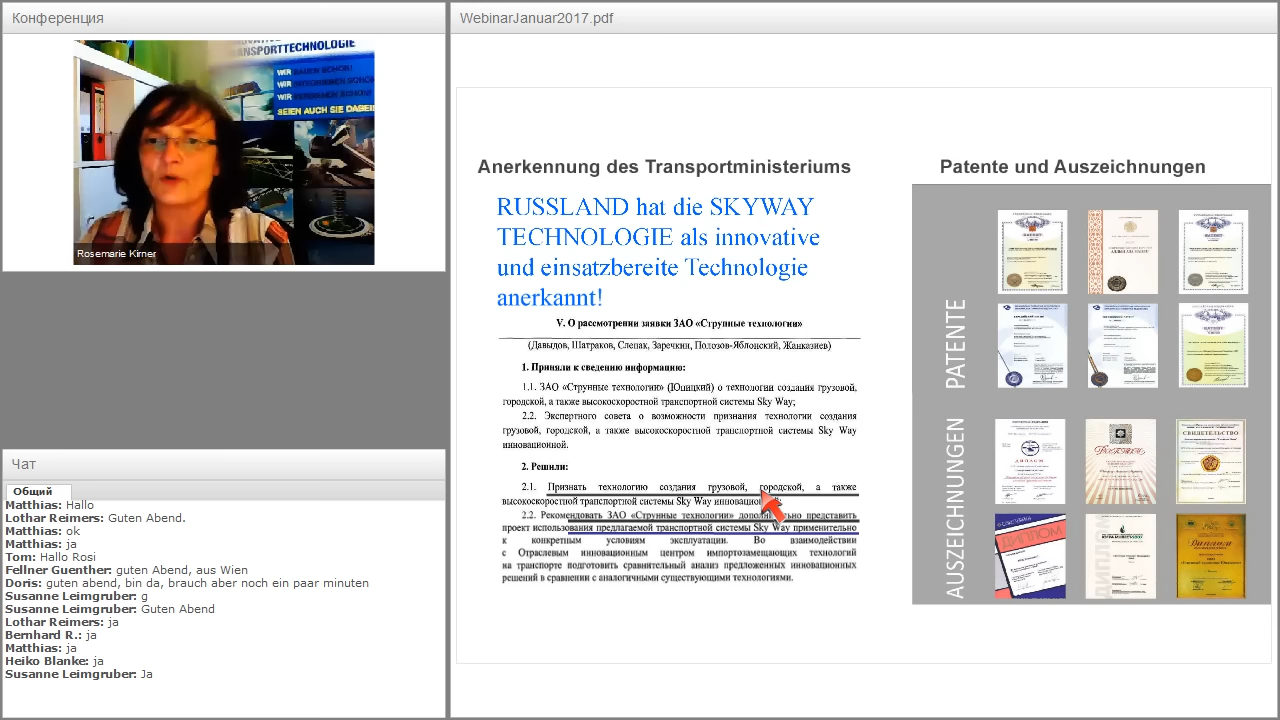 Конференция
NSPORTTECHNOLOGIE
WIR
WIR
WIR
SEIEN AUCH SIE DABEI
Rosemarie Kirner
Чат
Общий
Matthias: Hallo
Lothar Reimers: Guten Abend.
Matthias: ok
Matthias: ja
Tom: Hallo Rosi
Fellner Guenther: guten Abend, aus Wien
Doris: guten abend, bin da, brauch aber noch ein paar minuten
Susanne Leimgruber: g
Susanne Leimgruber: Guten Abend
Lothar Reimers: ja
Bernhard R.: ja
Matthias: ja
Heiko Blanke: ja
Susanne Leimgruber: Ja
WebinarJanuar2017.pdf
Anerkennung des Transportministeriums
RUSSLAND hat die SKYWAY
TECHNOLOGIE als innovative
und einsatzbereite Technologie
anerkannt!
V. О рассмотрении заявки ЗАО «Струнные технологии»
(Давыдов, Шатраков, Слепак, Заречкин, Полозов-Яблонский, Жанказиев)
1. Приняли к сведению информацию:
1.1. ЗАО «Струнные технологии» (Юницкий) о технологии создания грузовой,
городской, а также высокоскоростной транспортной системы Sky Way;
2.2. Экспертного совета о возможности признания технологии создания
грузовой, городской, а также высокоскоростной транспортной системы Sky Way
инновационной.
2. Решили:
2.1. Признать технологию создания грузовой, городской, а также
высокоскоростной транспортной системы Sky Way
2.2. Рекомендовать ЗАО «Струнные технологии» дополнительно представить
проект использования предлагаемой транспортной системы Sky Way применительно
к конкретным условиям эксплуатации. Во взаимодействии
с Отраслевым инновационным центром импортозамещающих технологий
на транспорте подготовить сравнительный анализ предложенных инновационных
решений в сравнении с аналогичными существующими технологиями.
Patente und Auszeichnungen
PATENTE
AUSZEICHNUNGEN
СВИДЕТЕЛЬСТВО
ДИПЛОМ